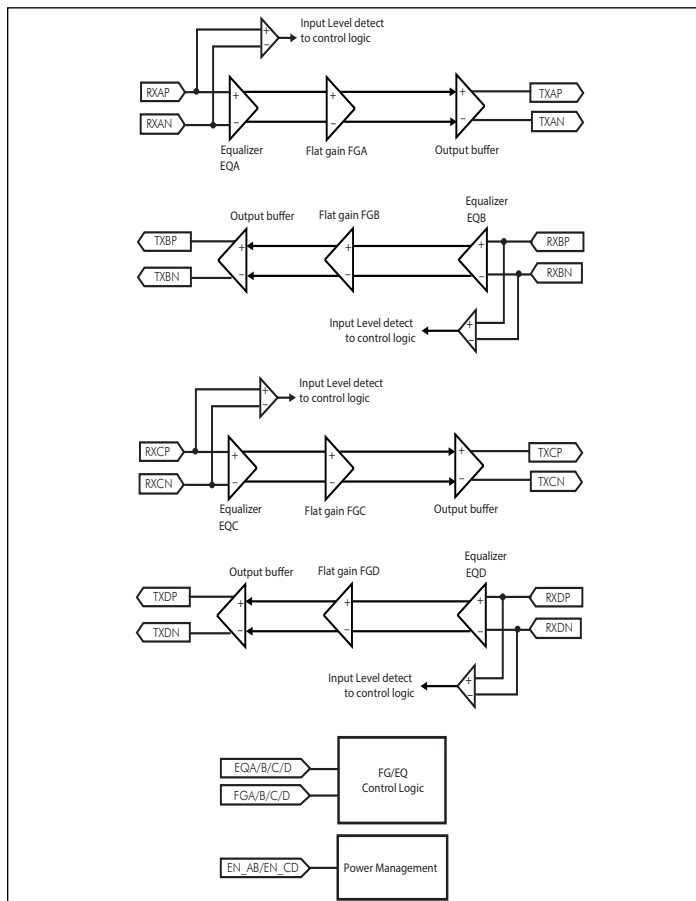 Input Level detect
to control logic
+
−
RXAP
RXAN
+
−
+
−
+
−
TXAP
TXAN
Equalizer
EQA
Flat gain FGA
Output buffer
Equalizer
EQB
Output buffer
Flat gain FGB
TXBP
TXBN
+
−
+
−
+
−
RXBP
RXBN
Input Level detect
to control logic
+
−
Input Level detect
to control logic
+
−
RXCP
RXCN
+
−
+
−
+
−
TXCP
TXCN
Equalizer
EQC
Flat gain FGC
Output buffer
Equalizer
EQD
Output buffer
Flat gain FGD
TXDP
TXDN
+
−
+
−
+
−
RXDP
RXDN
Input Level detect
to control logic
+
−
EQA/B/C/D
FGA/B/C/D
FG/EQ
Control Logic
EN_AB/EN_CD
Power Management